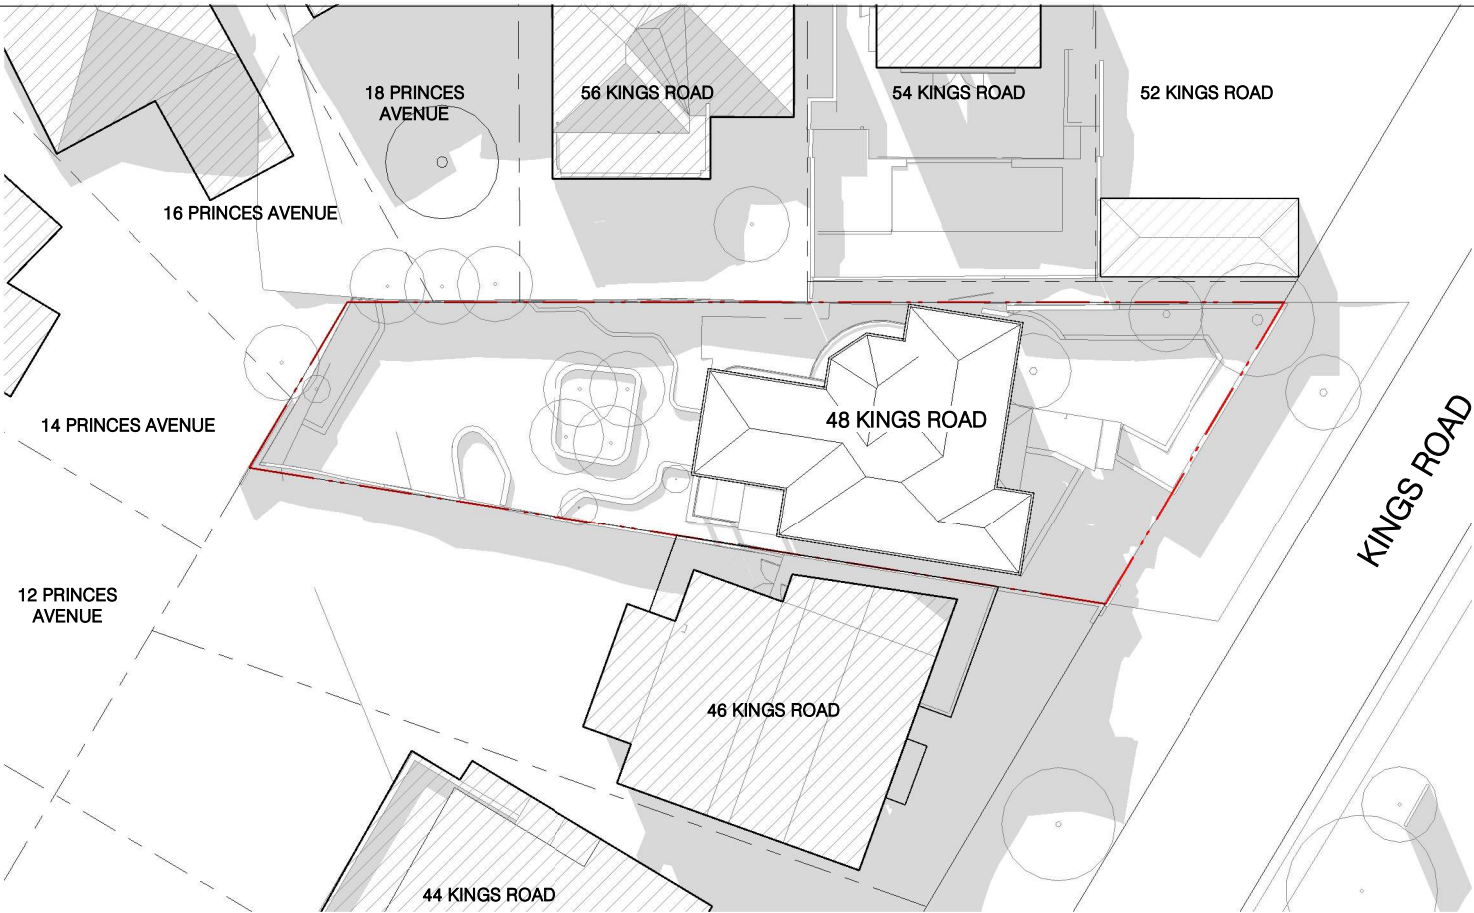 18 PRINCES
AVENUE
56 KINGS ROAD
54 KINGS ROAD
52 KINGS ROAD
16 PRINCES AVENUE
14 PRINCES AVENUE
48 KINGS ROAD
KINGS ROAD
12 PRINCES
AVENUE
46 KINGS ROAD
44 KINGS ROAD